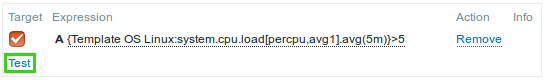 Target Expression Action Info
A {Template OS Linux:system.cpu.load[percpu,avg1].avg(5m)}>5 Remove
Test